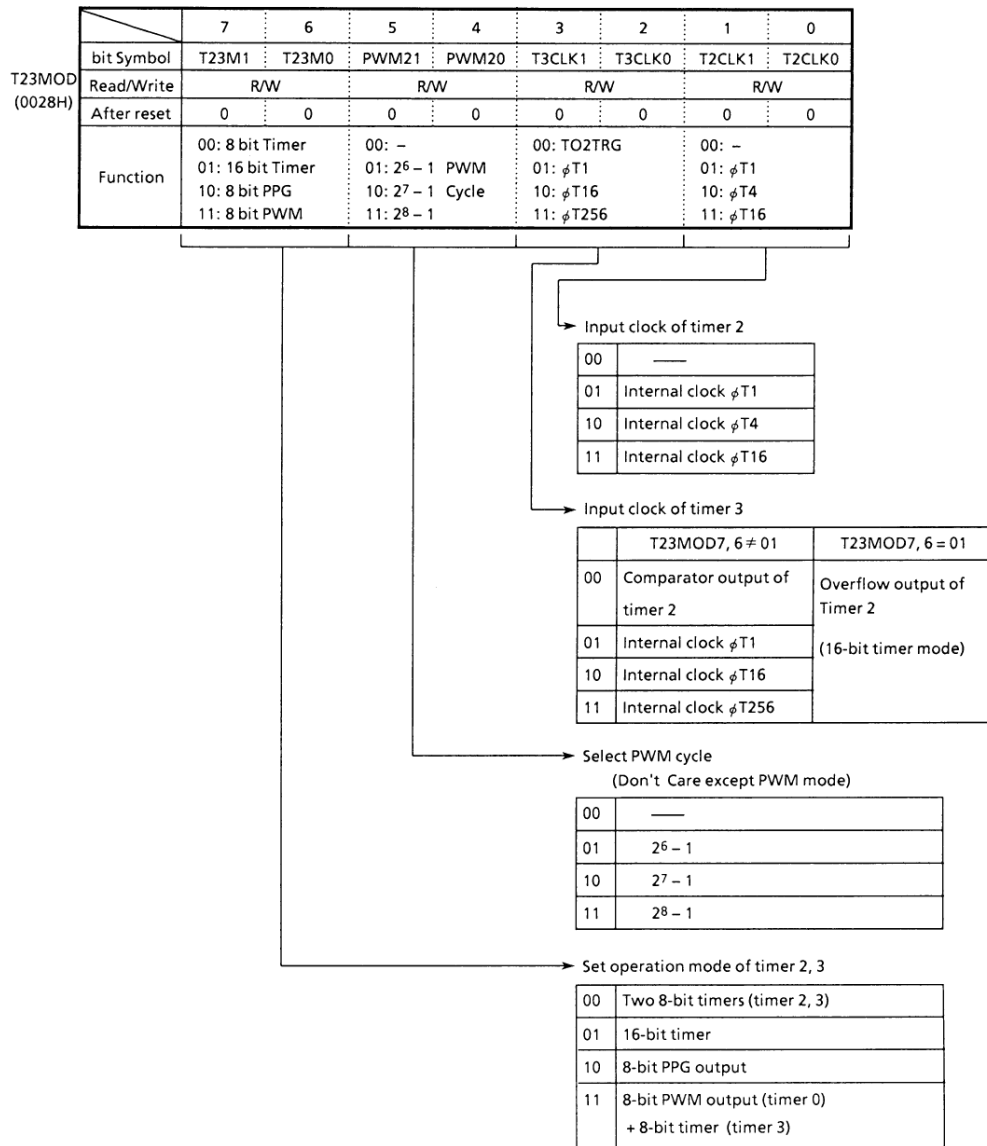 7 6 5 4 3 2 1 0
bit Symbol T23M1 T23M0 PWM21 PWM20 T3CLK1 T3CLK0 T2CLK1 T2CLK0
T23MOD
(0028H)
Read/Write R/W R/W R/W R/W
After reset 0 0 0 0 0 0 0 0
Function
00: 8 bit Timer 00: – 00: TO2TRG 00: –
01: 16 bit Timer 01: 2⁶ – 1 PWM 01: ϕT1 01: ϕT1
10: 8 bit PPG 10: 2⁷ – 1 Cycle 10: ϕT16 10: ϕT4
11: 8 bit PWM 11: 2⁸ – 1 11: ϕT256 11: ϕT16
Input clock of timer 2
00 ——
01 Internal clock ϕT1
10 Internal clock ϕT4
11 Internal clock ϕT16
Input clock of timer 3
T23MOD7, 6 ≠ 01 T23MOD7, 6 = 01
00 Comparator output of
timer 2
Overflow output of
Timer 2
(16-bit timer mode)
01 Internal clock ϕT1
10 Internal clock ϕT16
11 Internal clock ϕT256
Select PWM cycle
(Don't Care except PWM mode)
00 ——
01 2⁶ – 1
10 2⁷ – 1
11 2⁸ – 1
Set operation mode of timer 2, 3
00 Two 8-bit timers (timer 2, 3)
01 16-bit timer
10 8-bit PPG output
11 8-bit PWM output (timer 0)
+ 8-bit timer (timer 3)